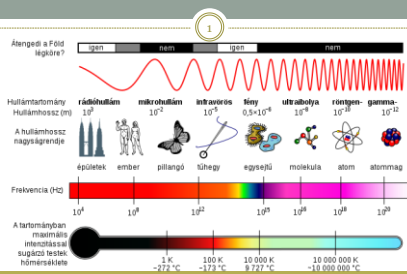 1
Átengedi a Föld
légköre?
igen nem igen nem
Hullámtartomány rádióhullám mikrohullám infravörös fény ultraibolya röntgen- gamma-
Hullámhossz (m) 10³ 10⁻² 10⁻⁵ 0,5×10⁻⁶ 10⁻⁸ 10⁻¹⁰ 10⁻¹²
A hullámhossz
nagyságrendje
épületek ember pillangó tűhegy egysejtű molekula atom atommag
Frekvencia (Hz)
10⁴ 10⁸ 10¹² 10¹⁵ 10¹⁶ 10¹⁸ 10²⁰
A tartományban
maximális
intenzitással
sugárzó testek
hőmérséklete
1 K 100 K 10 000 K 10 000 000 K
−272 °C −173 °C 9 727 °C ~10 000 000 °C